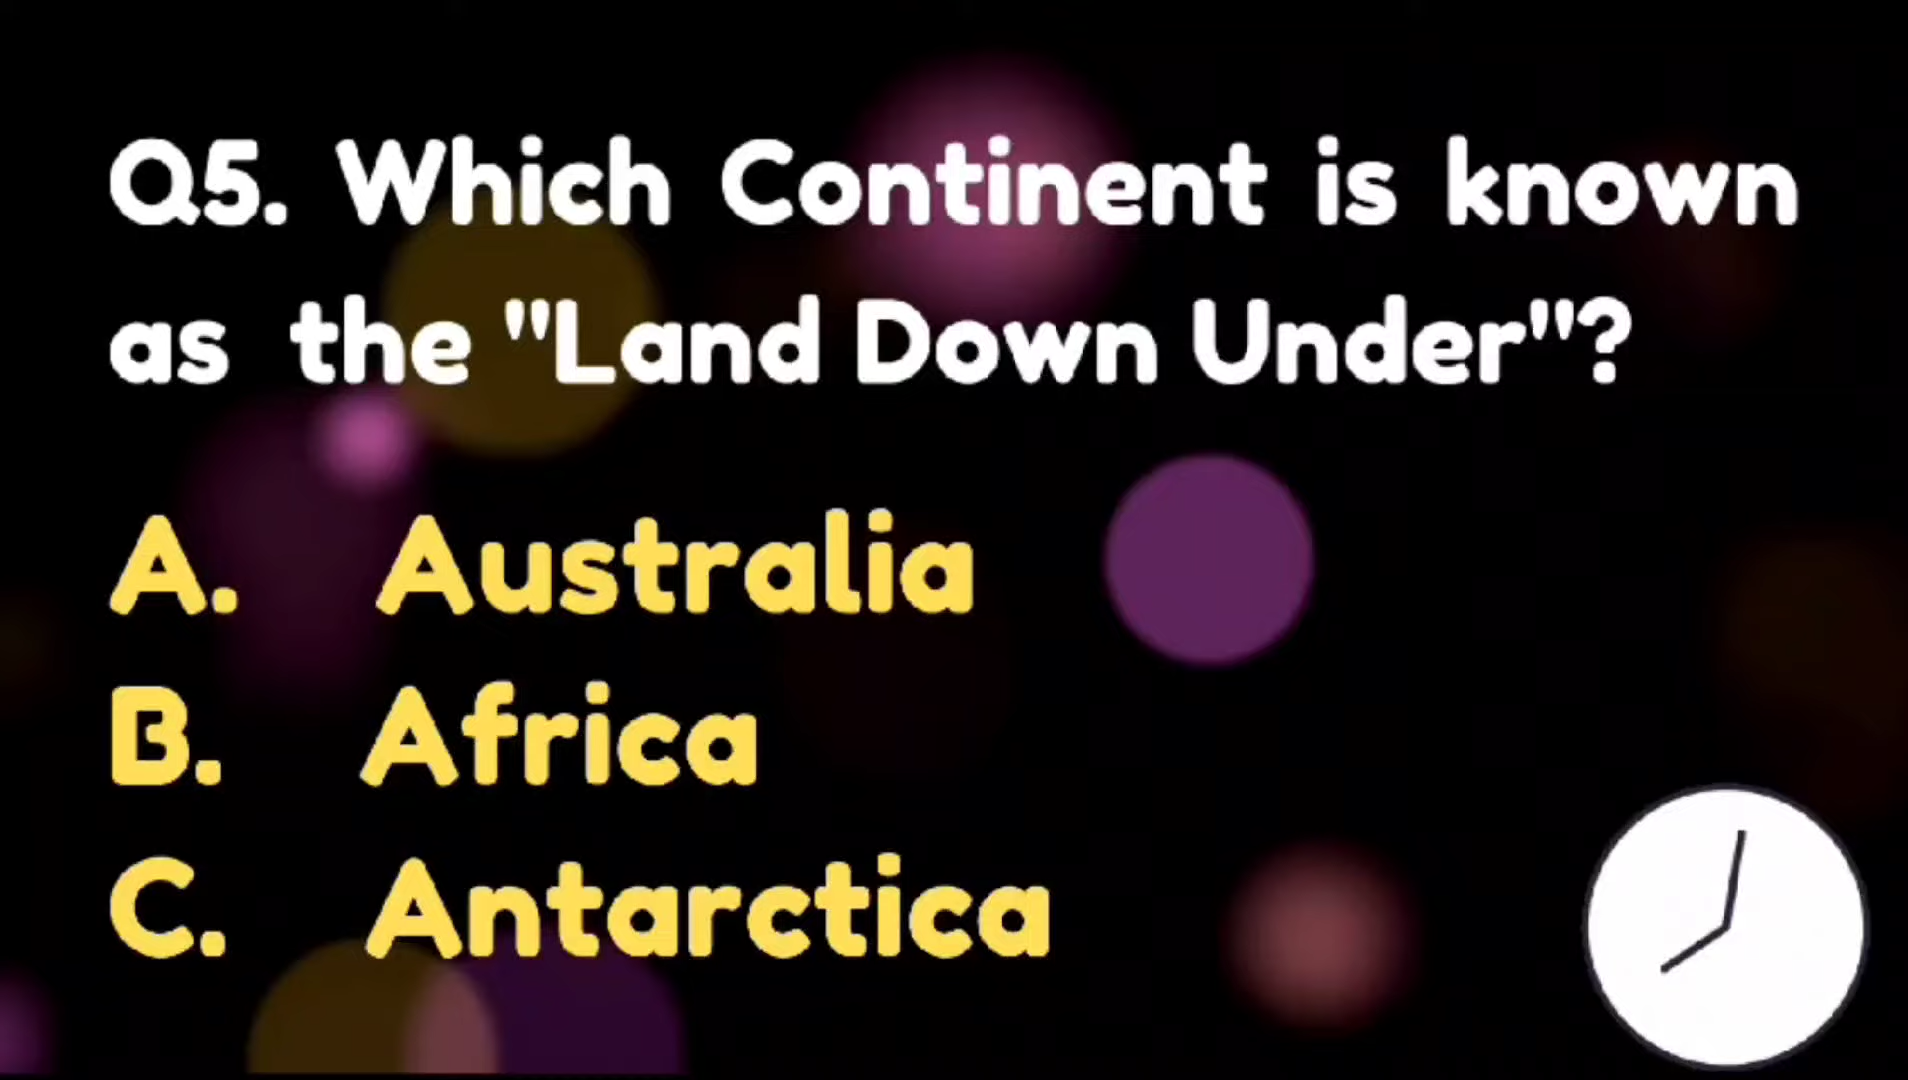 Q5. Which Continent is known
as the "Land Down Under"?
A. Australia
B. Africa
C. Antarctica